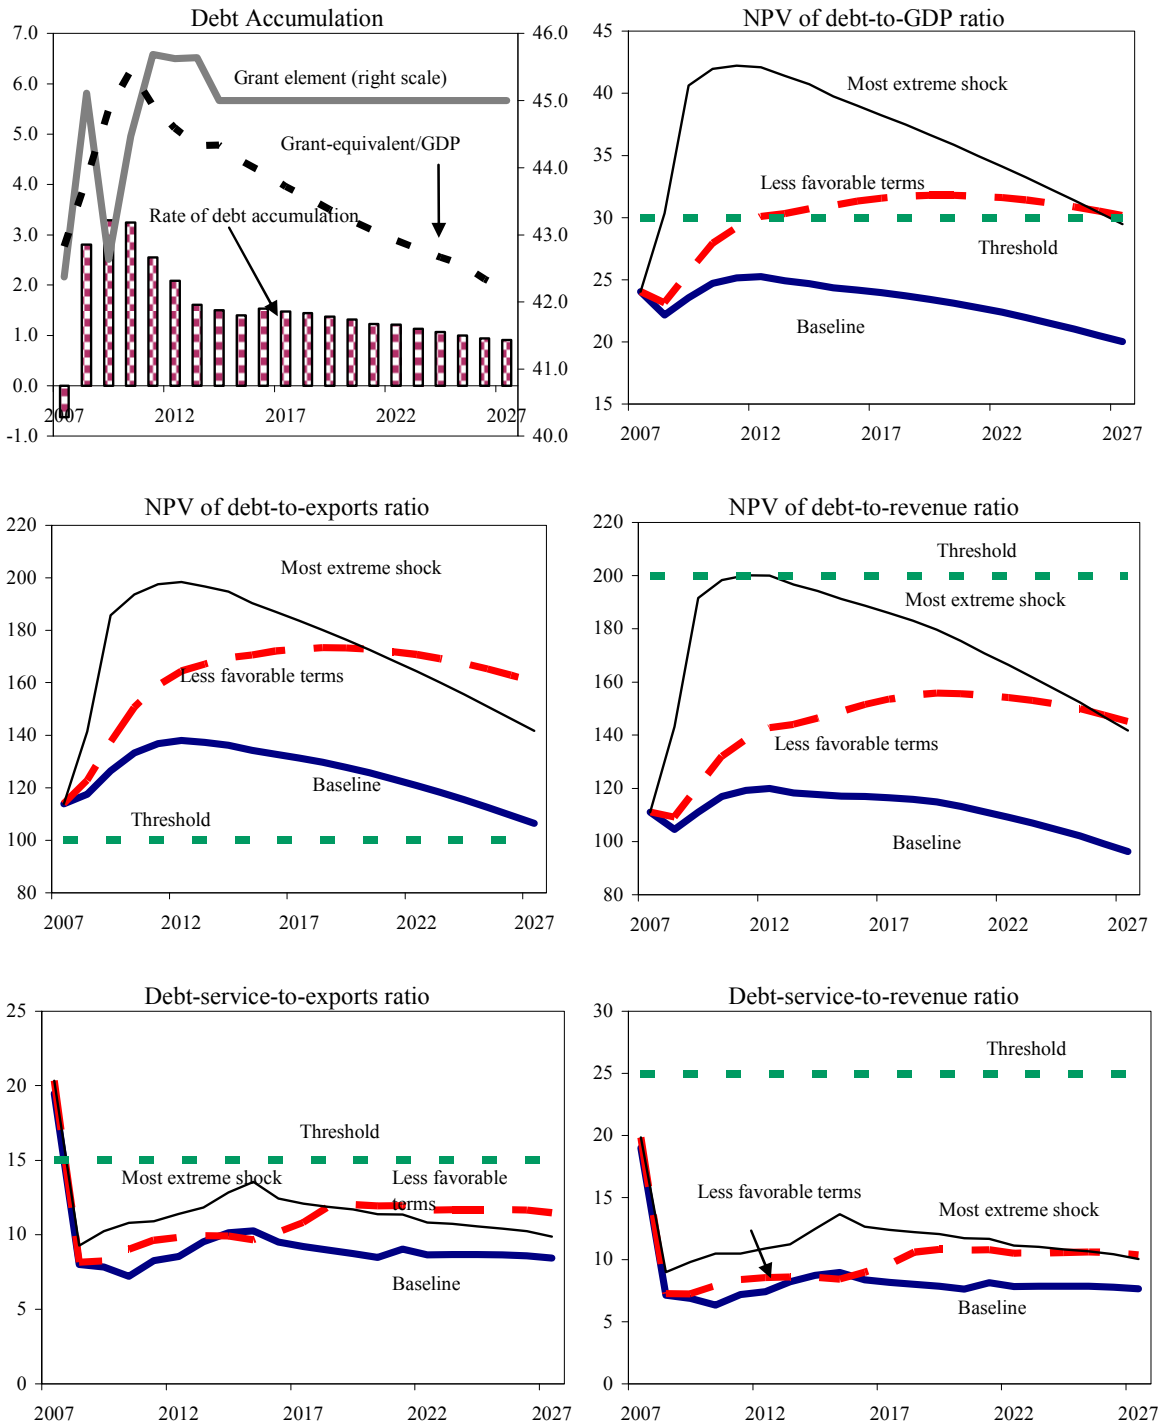 Debt Accumulation
7.0
6.0
5.0
4.0
3.0
2.0
1.0
0.0
-1.0
46.0
45.0
44.0
43.0
42.0
41.0
40.0
Grant element (right scale)
Grant-equivalent/GDP
Rate of debt accumulation
2007
2012
2017
2022
2027
NPV of debt-to-GDP ratio
45
40
35
30
25
20
15
Most extreme shock
Less favorable terms
Threshold
Baseline
2007
2012
2017
2022
2027
NPV of debt-to-exports ratio
220
200
180
160
140
120
100
80
Most extreme shock
Less favorable terms
Baseline
Threshold
2007
2012
2017
2022
2027
NPV of debt-to-revenue ratio
220
200
180
160
140
120
100
80
Threshold
Most extreme shock
Less favorable terms
Baseline
2007
2012
2017
2022
2027
Debt-service-to-exports ratio
25
20
15
10
5
0
Threshold
Most extreme shock
Less favorable
terms
Baseline
2007
2012
2017
2022
2027
Debt-service-to-revenue ratio
30
25
20
15
10
5
0
Threshold
Less favorable terms
Most extreme shock
Baseline
2007
2012
2017
2022
2027